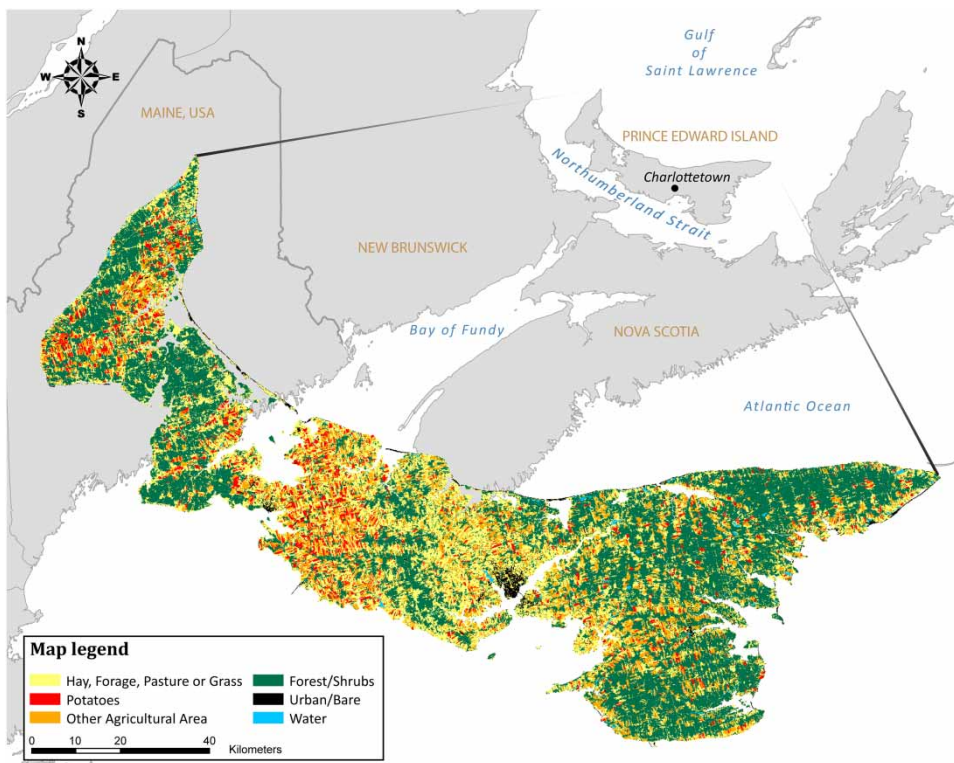 Gulf
of
Saint Lawrence
N
W E
S
MAINE, USA
PRINCE EDWARD ISLAND
Charlottetown
Northumberland Strait
NEW BRUNSWICK
Bay of Fundy
NOVA SCOTIA
Atlantic Ocean
Map legend
Hay, Forage, Pasture or Grass
Forest/Shrubs
Potatoes
Urban/Bare
Other Agricultural Area
Water
0 10 20 40 Kilometers